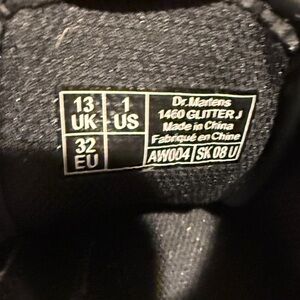 13 UK
1 US
32 EU
Dr.Martens
1460 GLITTER J
Made in China
Fabriqué en Chine
AW004 SK 08 U